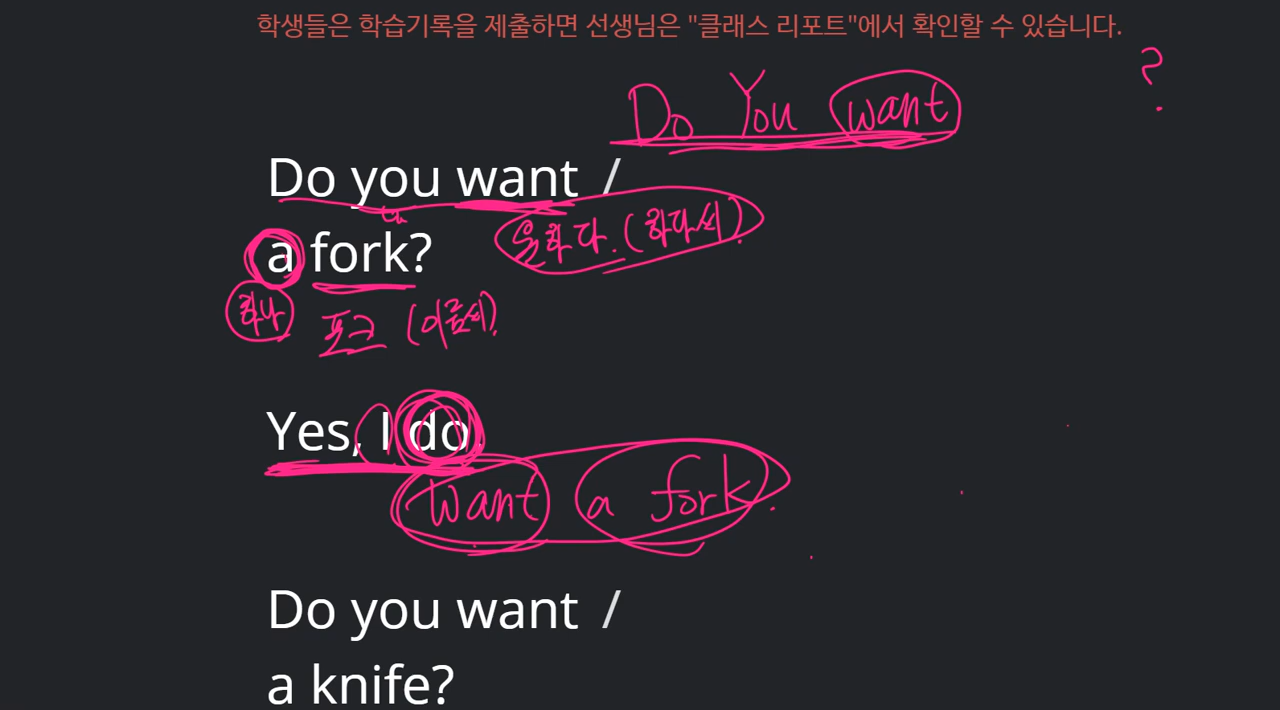 학생들은 학습기록을 제출하면 선생님은 "클래스 리포트"에서 확인할 수 있습니다.
?
Do You want
Do you want /
원하다. (하다씨).
a fork?
하나 포크 (이름씨).
Yes, I do.
want a fork.
Do you want /
a knife?